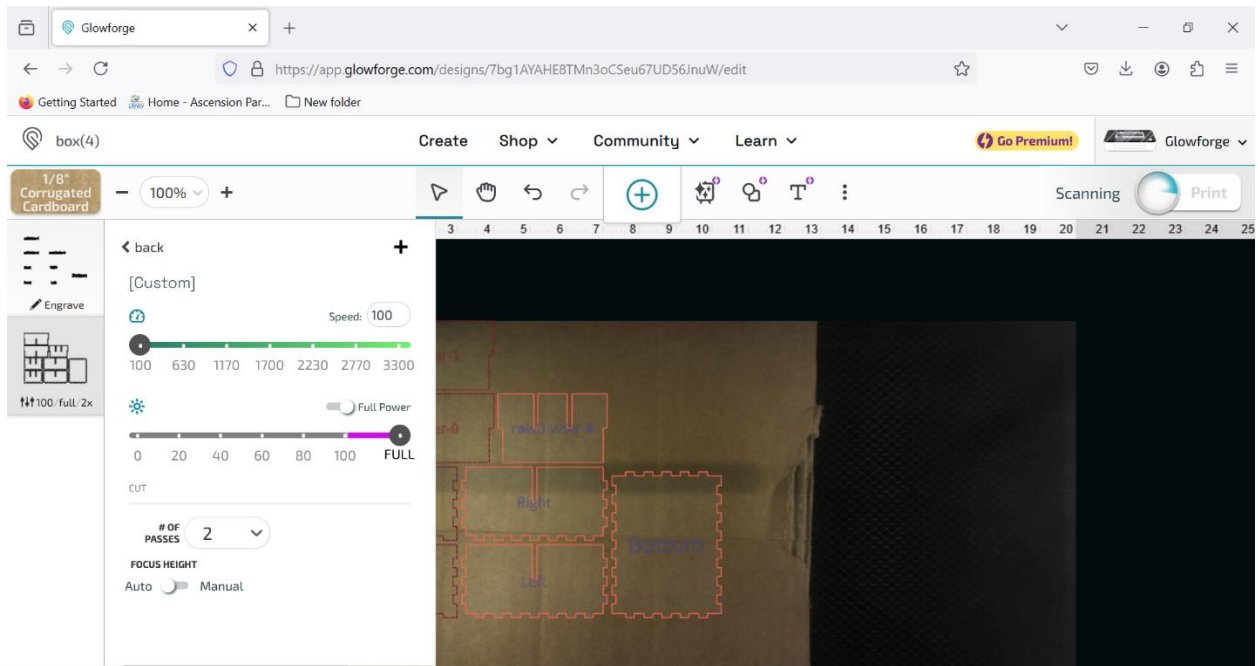 Glowforge
https://app.glowforge.com/designs/7bg1AYAHE8TMn3oCSeu67UD56JnuW/edit
Getting Started Home - Ascension Par... New folder
box(4) Create Shop Community Learn Go Premium! Glowforge
1/8"
Corrugated
Cardboard
100% Scanning Print
3 4 5 6 7 8 9 10 11 12 13 14 15 16 17 18 19 20 21 22 23 24 25
back
[Custom]
Engrave
Speed: 100
100 630 1170 1700 2230 2770 3300
100/full/2x
Full Power
0 20 40 60 80 100 FULL
CUT
# OF
PASSES 2
FOCUS HEIGHT
Auto Manual
er-1
er-0
Right
Bottom
Left